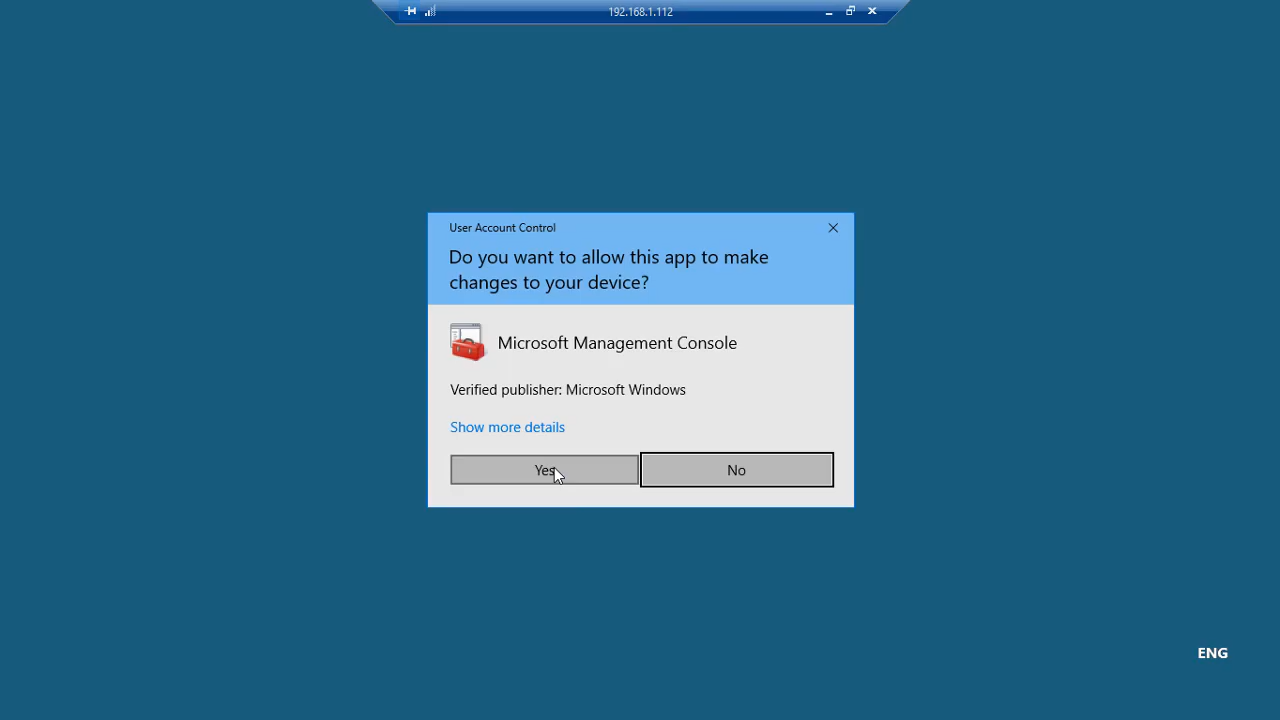 192.168.1.112
User Account Control
Do you want to allow this app to make
changes to your device?
Microsoft Management Console
Verified publisher: Microsoft Windows
Show more details
Yes
No
ENG